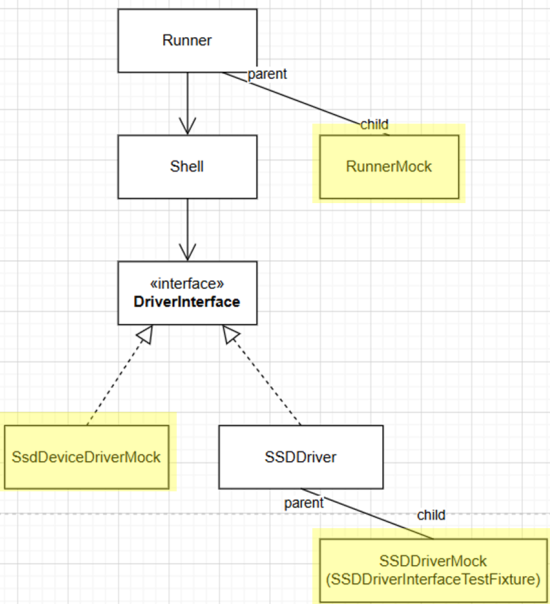 Runner
parent
child
Shell
RunnerMock
«interface»
DriverInterface
SsdDeviceDriverMock
SSDDriver
parent
child
SSDDriverMock
(SSDDriverInterfaceTestFixture)